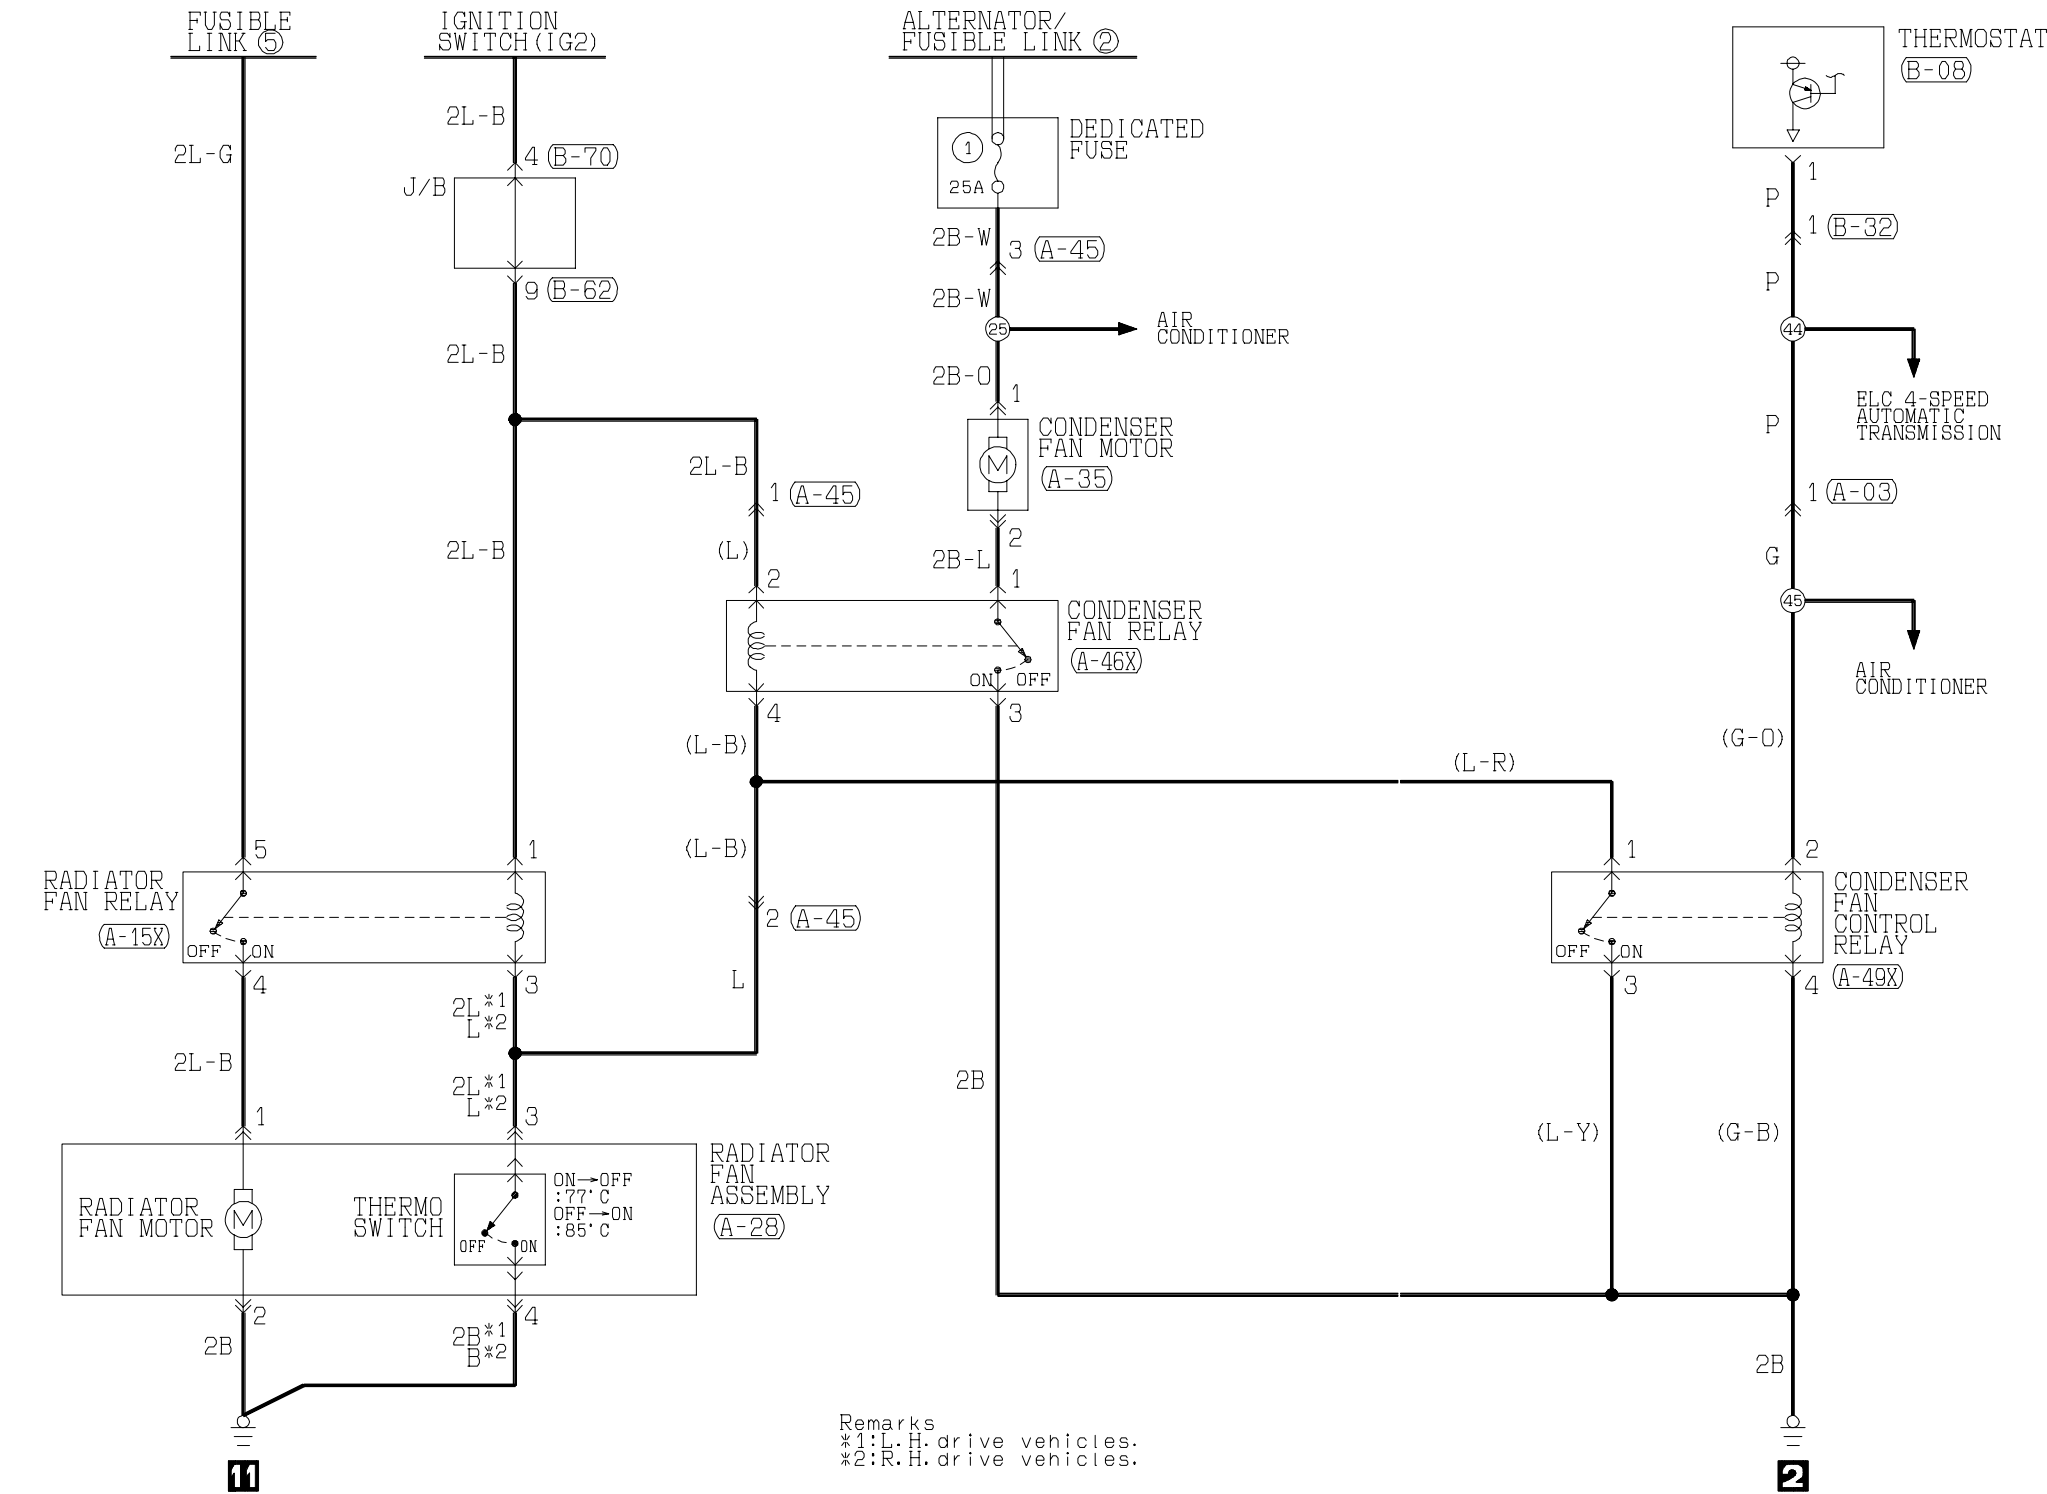 FUSIBLE
LINK ⑤
IGNITION
SWITCH(IG2)
ALTERNATOR/
FUSIBLE LINK ②
THERMOSTAT
B-08
2L-G
2L-B
4 B-70
J/B
9 B-62
2L-B
2L-B
DEDICATED
FUSE
1
25A
2B-W
3 A-45
2B-W
25
AIR
CONDITIONER
2B-O
1
CONDENSER
FAN MOTOR
A-35
M
2
2B-L
1
2L-B
1 A-45
(L)
2
CONDENSER
FAN RELAY
A-46X
ON OFF
4
3
(L-B)
(L-B)
2 A-45
L
(L-R)
1
P
1 B-32
P
44
ELC 4-SPEED
AUTOMATIC
TRANSMISSION
P
1 A-03
G
45
AIR
CONDITIONER
(G-O)
5
1
RADIATOR
FAN RELAY
A-15X
OFF ON
4
3
2L*1
L*2
2L-B
2L*1
L*2
1
3
RADIATOR
FAN MOTOR
M
THERMO
SWITCH
OFF ON
ON→OFF
:77°C
OFF→ON
:85°C
RADIATOR
FAN
ASSEMBLY
A-28
2
4
2B
2B*1
B*2
11
2B
1
2
CONDENSER
FAN
CONTROL
RELAY
A-49X
OFF ON
3
4
(L-Y)
(G-B)
2B
2
Remarks
*1:L.H.drive vehicles.
*2:R.H.drive vehicles.